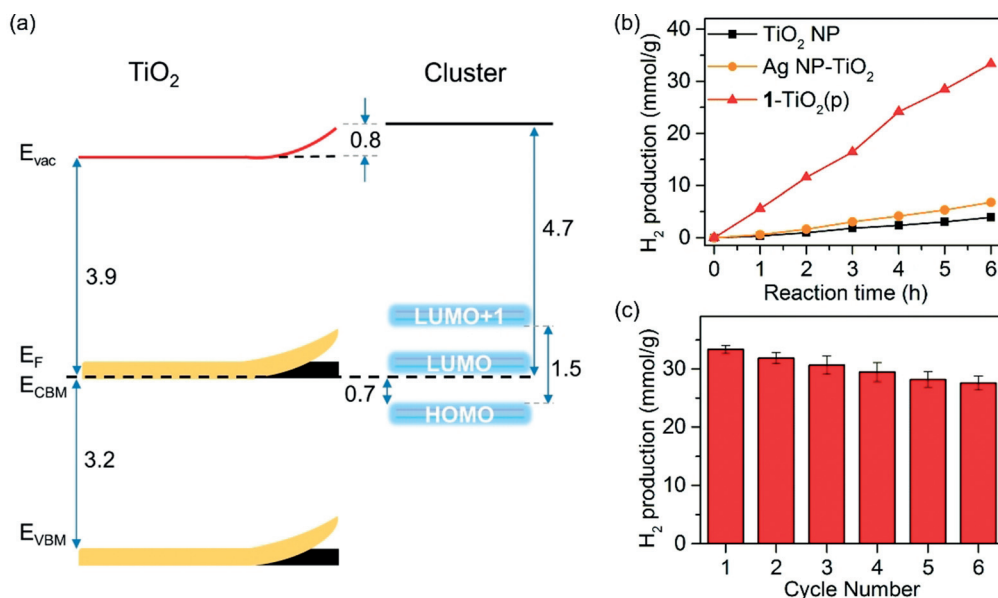 (a)
TiO2
Cluster
Evac
0.8
3.9
4.7
LUMO+1
EF
LUMO
ECBM
1.5
0.7
HOMO
3.2
EVBM
(b)
TiO2 NP
Ag NP-TiO2
1-TiO2(p)
H2 production (mmol/g)
40
30
20
10
0
0 1 2 3 4 5 6
Reaction time (h)
(c)
H2 production (mmol/g)
30
20
10
0
1 2 3 4 5 6
Cycle Number